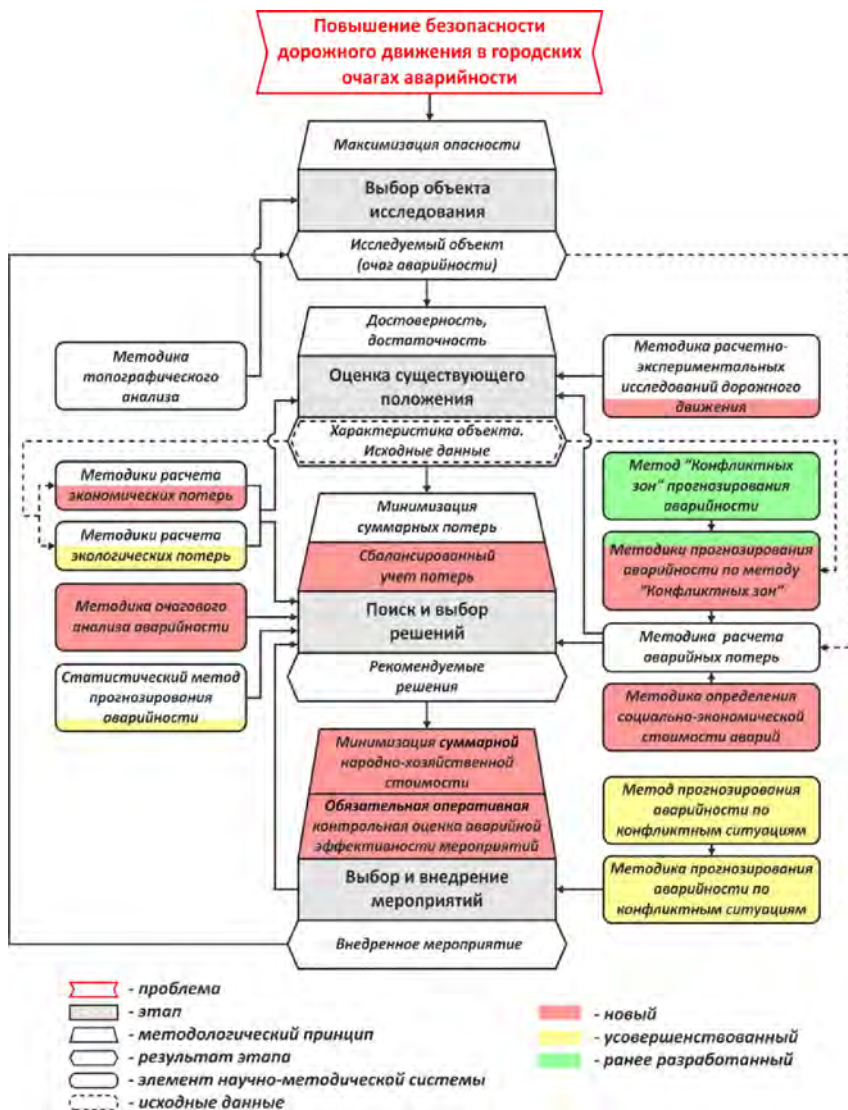 Повышение безопасности
дорожного движения в городских
очагах аварийности
Максимизация опасности
Выбор объекта
исследования
Исследуемый объект
(очаг аварийности)
Достоверность,
достаточность
Методика
топографического
анализа
Оценка существующего
положения
Методика расчетно-
экспериментальных
исследований дорожного
движения
Характеристика объекта.
Исходные данные
Методики расчета
экономических потерь
Методики расчета
экологических потерь
Методика очагового
анализа аварийности
Статистический метод
прогнозирования
аварийности
Минимизация
суммарных потерь
Сбалансированный
учет потерь
Поиск и выбор
решений
Рекомендуемые
решения
Метод "Конфликтных
зон" прогнозирования
аварийности
Методики прогнозирования
аварийности по методу
"Конфликтных зон"
Методика расчета
аварийных потерь
Методика определения
социально-экономической
стоимости аварий
Минимизация суммарной
народно-хозяйственной
стоимости
Обязательная оперативная
контрольная оценка аварийной
эффективности мероприятий
Выбор и внедрение
мероприятий
Внедренное мероприятие
Метод прогнозирования
аварийности по
конфликтным ситуациям
Методика прогнозирования
аварийности по
конфликтным ситуациям
- проблема
- этап
- методологический принцип
- результат этапа
- элемент научно-методической системы
- исходные данные
- новый
- усовершенствованный
- ранее разработанный